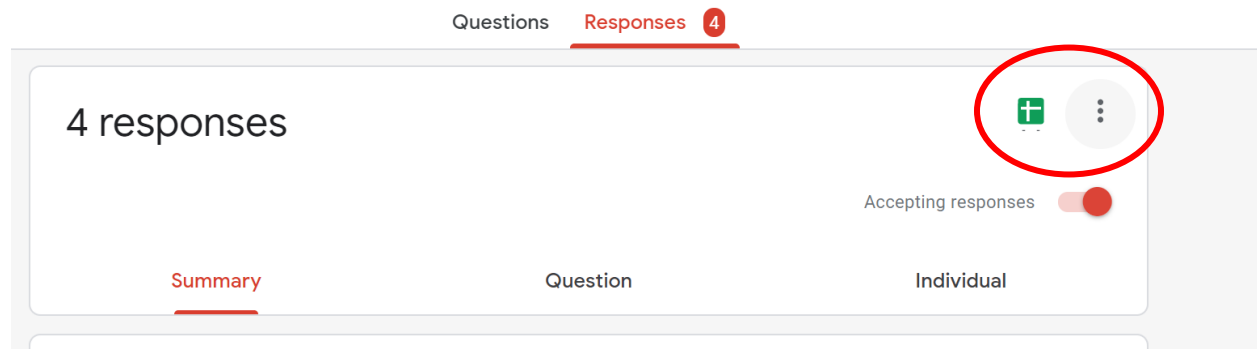 Questions Responses 4
4 responses
Accepting responses
Summary Question Individual